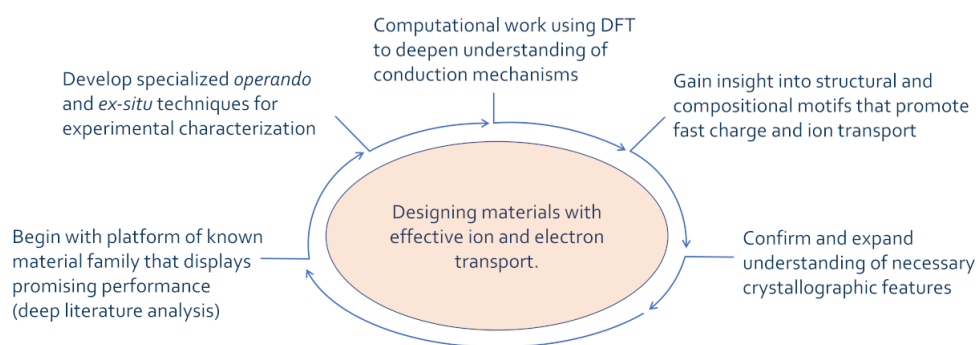 Computational work using DFT
to deepen understanding of
conduction mechanisms
Develop specialized operando
and ex-situ techniques for
experimental characterization
Gain insight into structural and
compositional motifs that promote
fast charge and ion transport
Designing materials with
effective ion and electron
transport.
Begin with platform of known
material family that displays
promising performance
(deep literature analysis)
Confirm and expand
understanding of necessary
crystallographic features